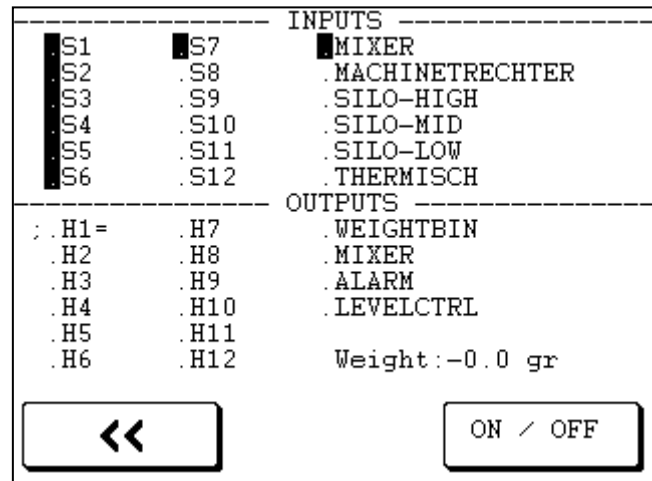 INPUTS
.S1 .S7 .MIXER
.S2 .S8 .MACHINETRECHTER
.S3 .S9 .SILO-HIGH
.S4 .S10 .SILO-MID
.S5 .S11 .SILO-LOW
.S6 .S12 .THERMISCH
OUTPUTS
;.H1= .H7 .WEIGHTBIN
.H2 .H8 .MIXER
.H3 .H9 .ALARM
.H4 .H10 .LEVELCTRL
.H5 .H11
.H6 .H12 Weight:-0.0 gr
<< ON / OFF